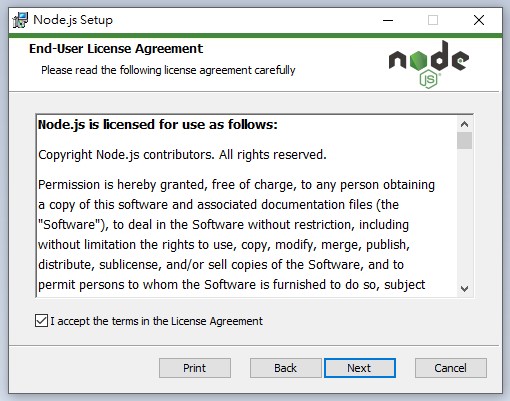 Node.js Setup
End-User License Agreement
Please read the following license agreement carefully
node
JS
Node.js is licensed for use as follows:
Copyright Node.js contributors. All rights reserved.
Permission is hereby granted, free of charge, to any person obtaining
a copy of this software and associated documentation files (the
"Software"), to deal in the Software without restriction, including
without limitation the rights to use, copy, modify, merge, publish,
distribute, sublicense, and/or sell copies of the Software, and to
permit persons to whom the Software is furnished to do so, subject
I accept the terms in the License Agreement
Print
Back
Next
Cancel